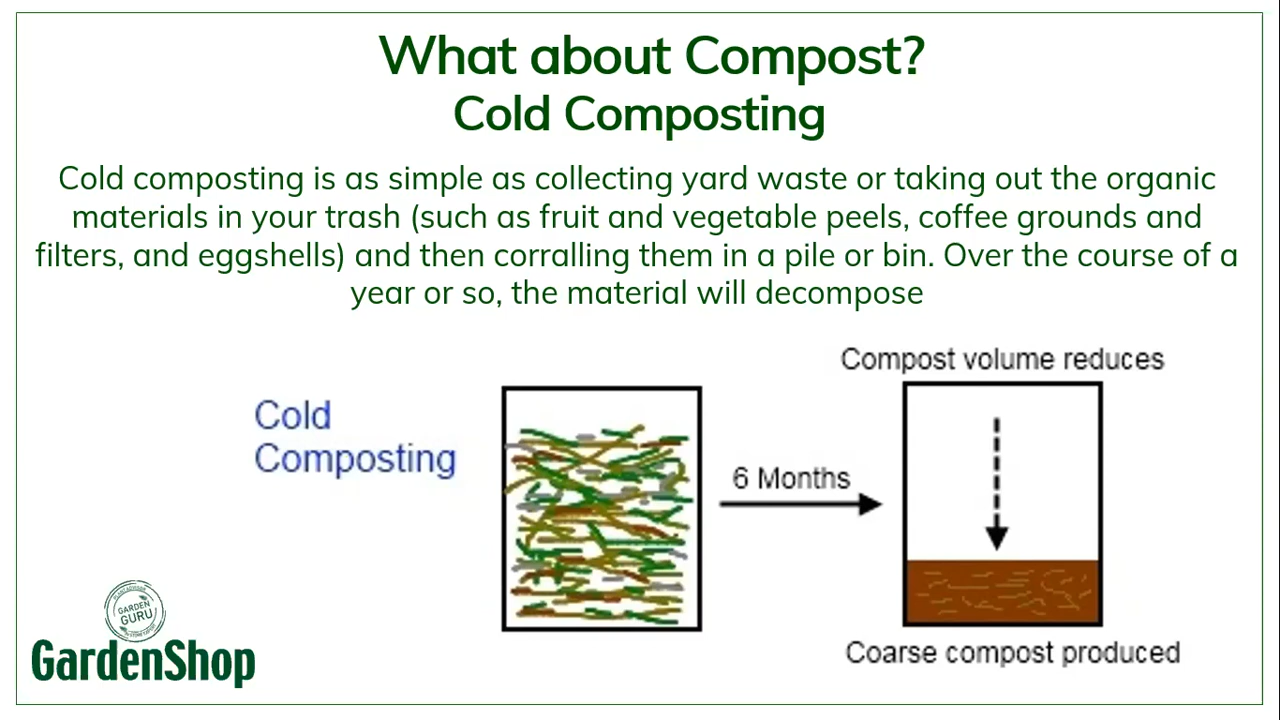 What about Compost?
Cold Composting
Cold composting is as simple as collecting yard waste or taking out the organic
materials in your trash (such as fruit and vegetable peels, coffee grounds and
filters, and eggshells) and then corralling them in a pile or bin. Over the course of a
year or so, the material will decompose
Compost volume reduces
Cold
Composting
6 Months
Coarse compost produced
GARDEN
GURU
GardenShop